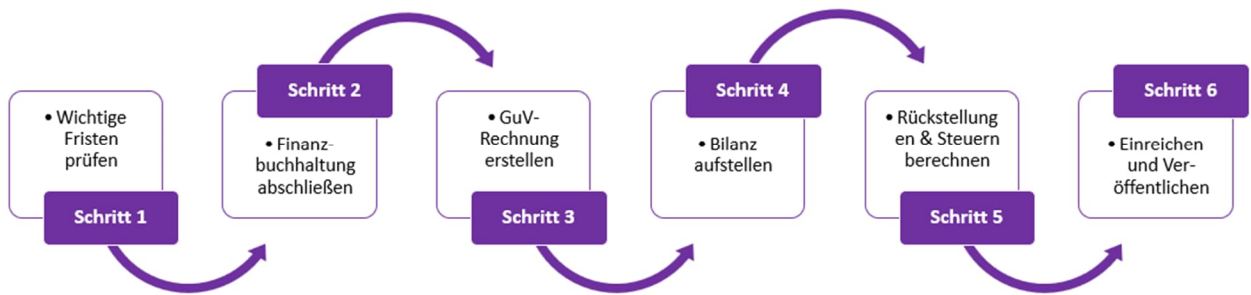 • Wichtige
Fristen
prüfen
Schritt 1
Schritt 2
• Finanz-
buchhaltung
abschließen
• GuV-
Rechnung
erstellen
Schritt 3
Schritt 4
• Bilanz
aufstellen
• Rückstellung
en & Steuern
berechnen
Schritt 5
Schritt 6
• Einreichen
und Ver-
öffentlichen